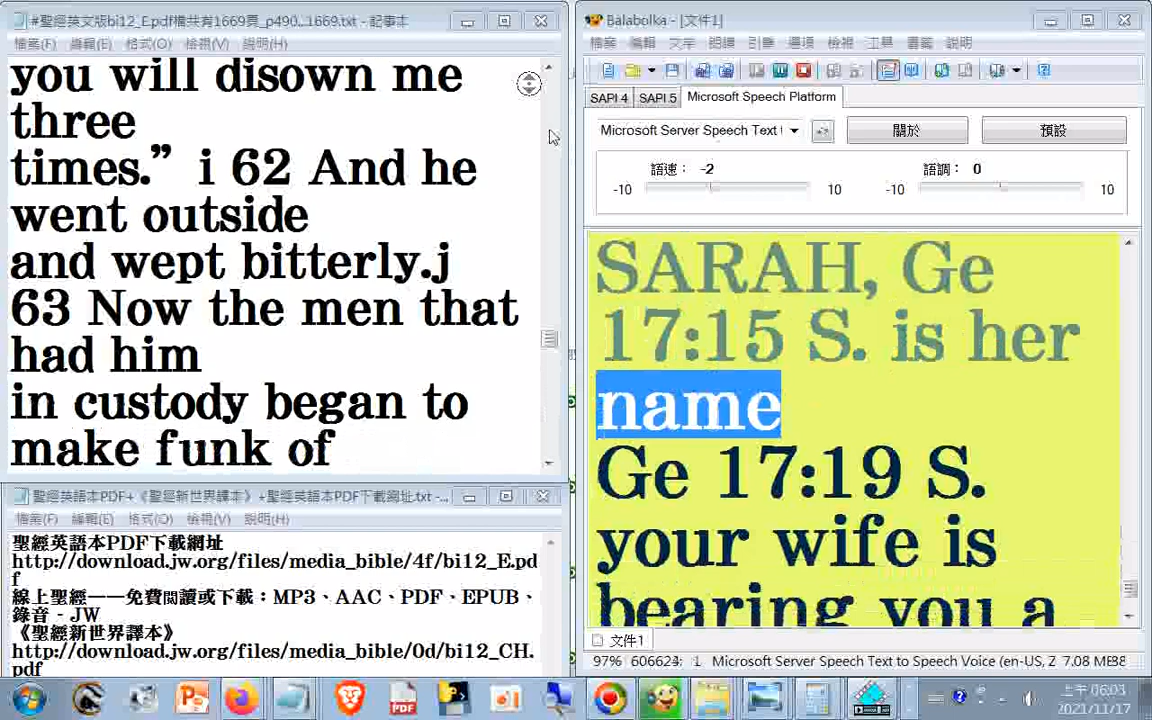 #聖經英文版bi12_E.pdf檔共有1669頁_p490...1669.txt - 記事本
檔案(F) 編輯(E) 格式(O) 檢視(V) 說明(H)
you will disown me
three
times.” i 62 And he
went outside
and wept bitterly.j
63 Now the men that
had him
in custody began to
make funk of
聖經英語本PDF+《聖經新世界譯本》+聖經英語本PDF下載網址.txt -...
檔案(F) 編輯(E) 格式(O) 檢視(V) 說明(H)
聖經英語本PDF下載網址
http://download.jw.org/files/media_bible/4f/bi12_E.pd
f
線上聖經——免費閱讀或下載：MP3、AAC、PDF、EPUB、
錄音 - JW
《聖經新世界譯本》
http://download.jw.org/files/media_bible/0d/bi12_CH.
pdf
Balabolka - [文件1]
檔案 編輯 文字 朗讀 引擎 選項 檢視 工具 書籤 說明
SAPI 4 SAPI 5 Microsoft Speech Platform
Microsoft Server Speech Text 關於 預設
語速： -2 語調： 0
-10 10 -10 10
SARAH, Ge
17:15 S. is her
name
Ge 17:19 S.
your wife is
bearing you a
文件1
97% 606624: 1 Microsoft Server Speech Text to Speech Voice (en-US, Z 7.08 MB
上午 06:03
2021/11/17